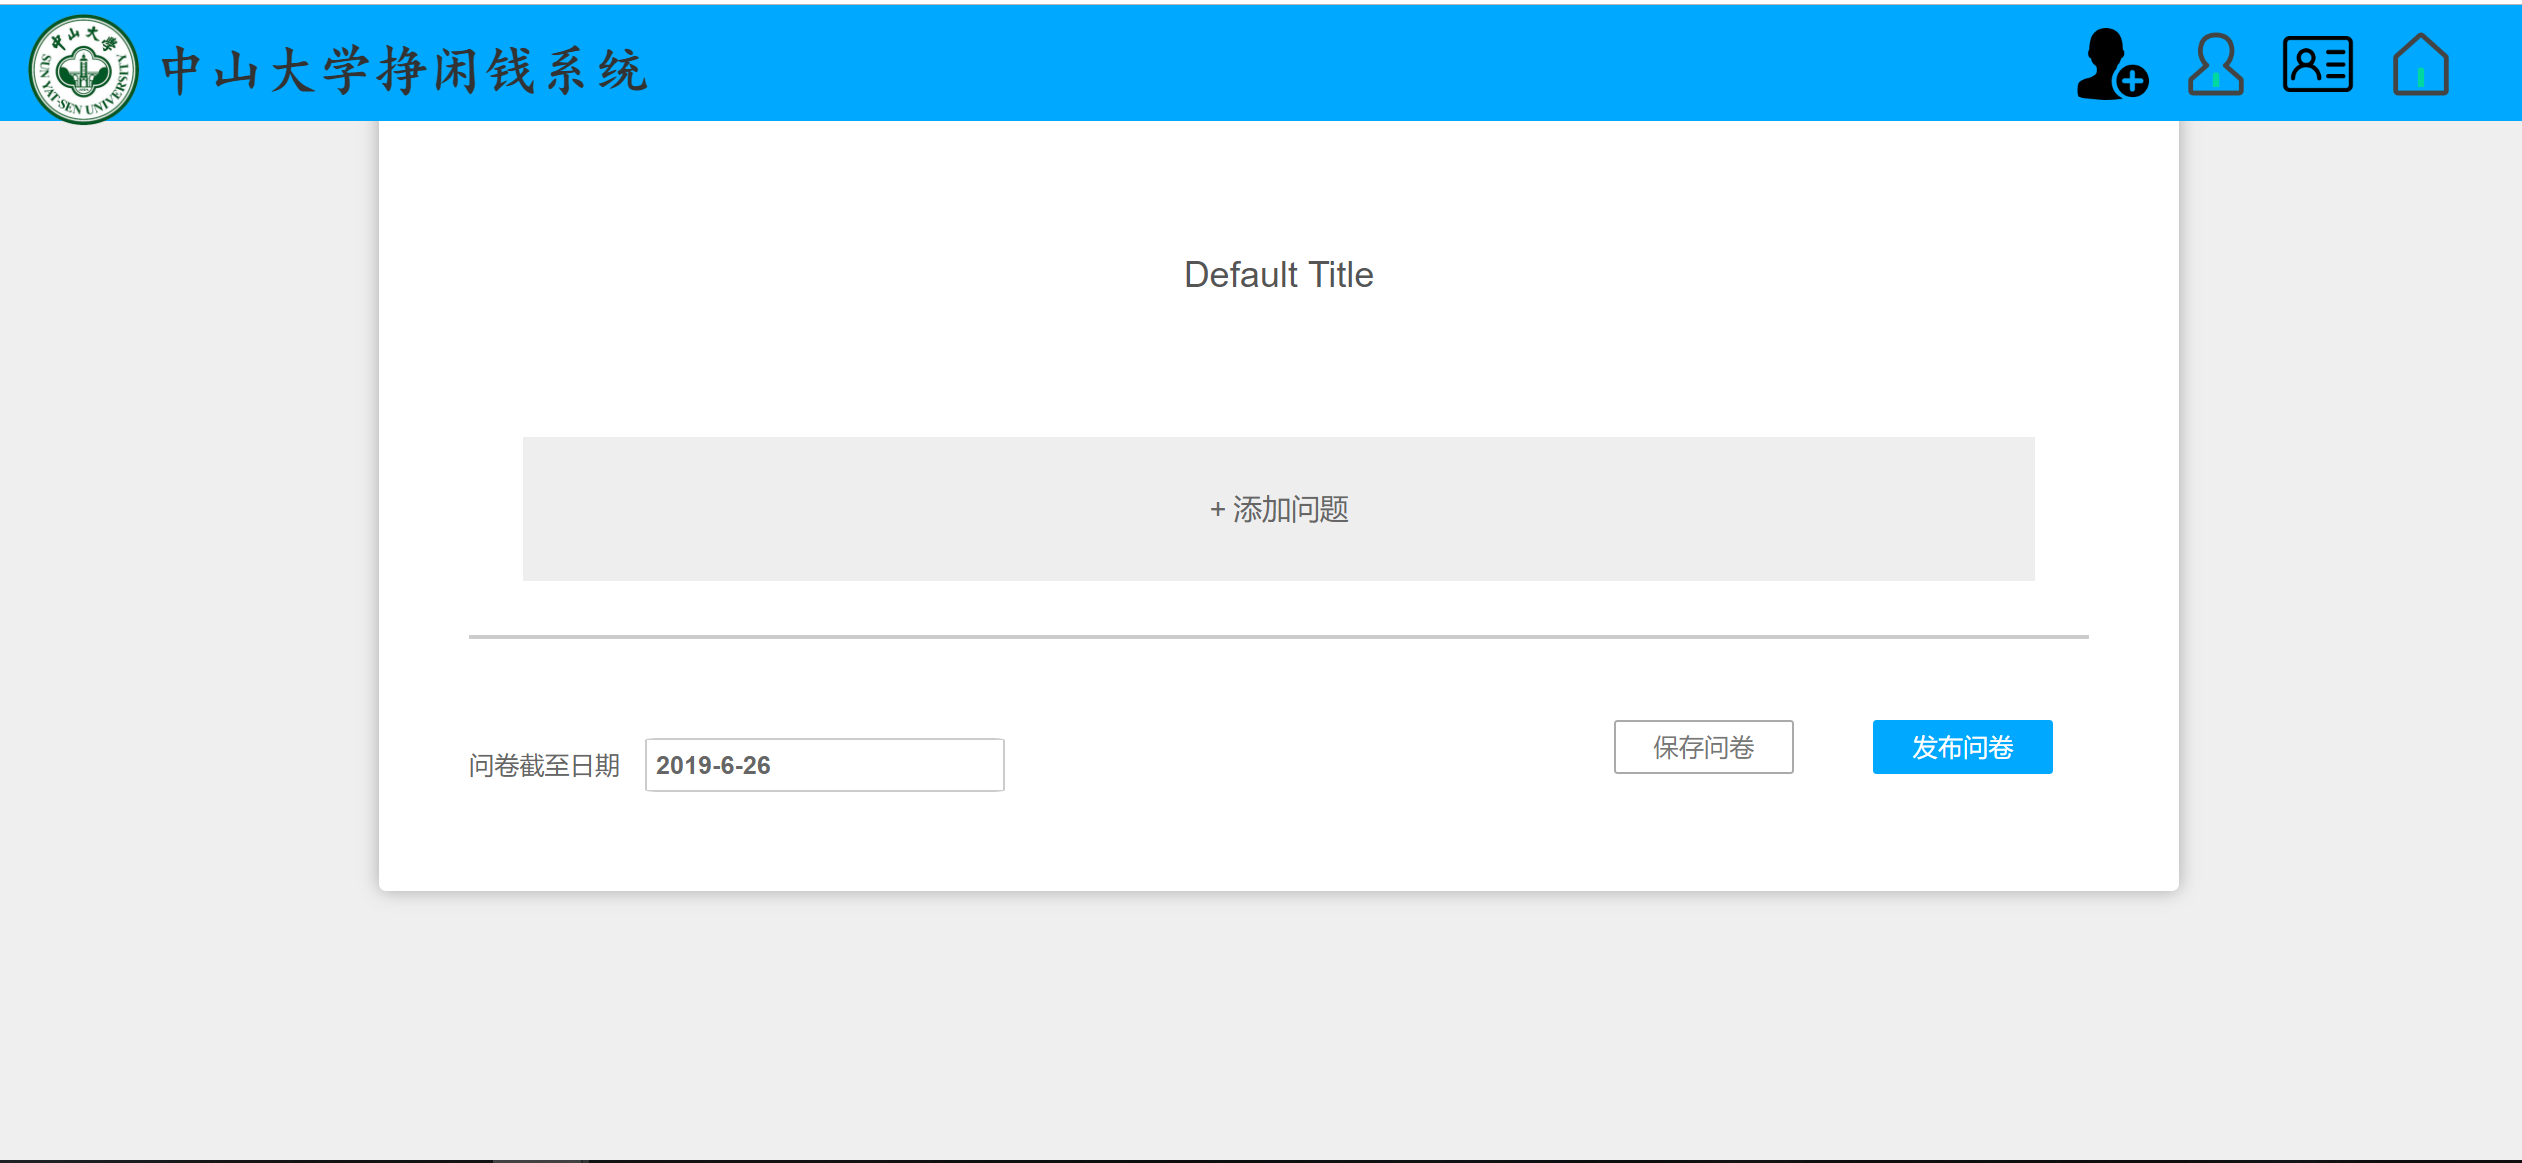 中山大学
SUN YAT-SEN UNIVERSITY
中山大学挣闲钱系统
Default Title
+ 添加问题
问卷截至日期
2019-6-26
保存问卷
发布问卷